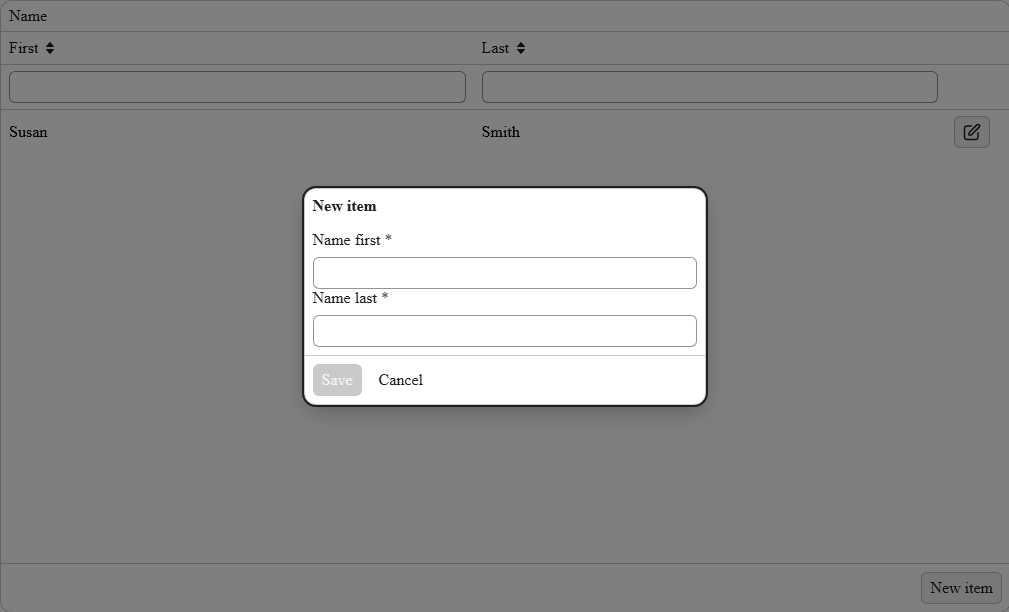 Name
First Last
Susan Smith
New item
Name first *
Name last *
Save Cancel
New item